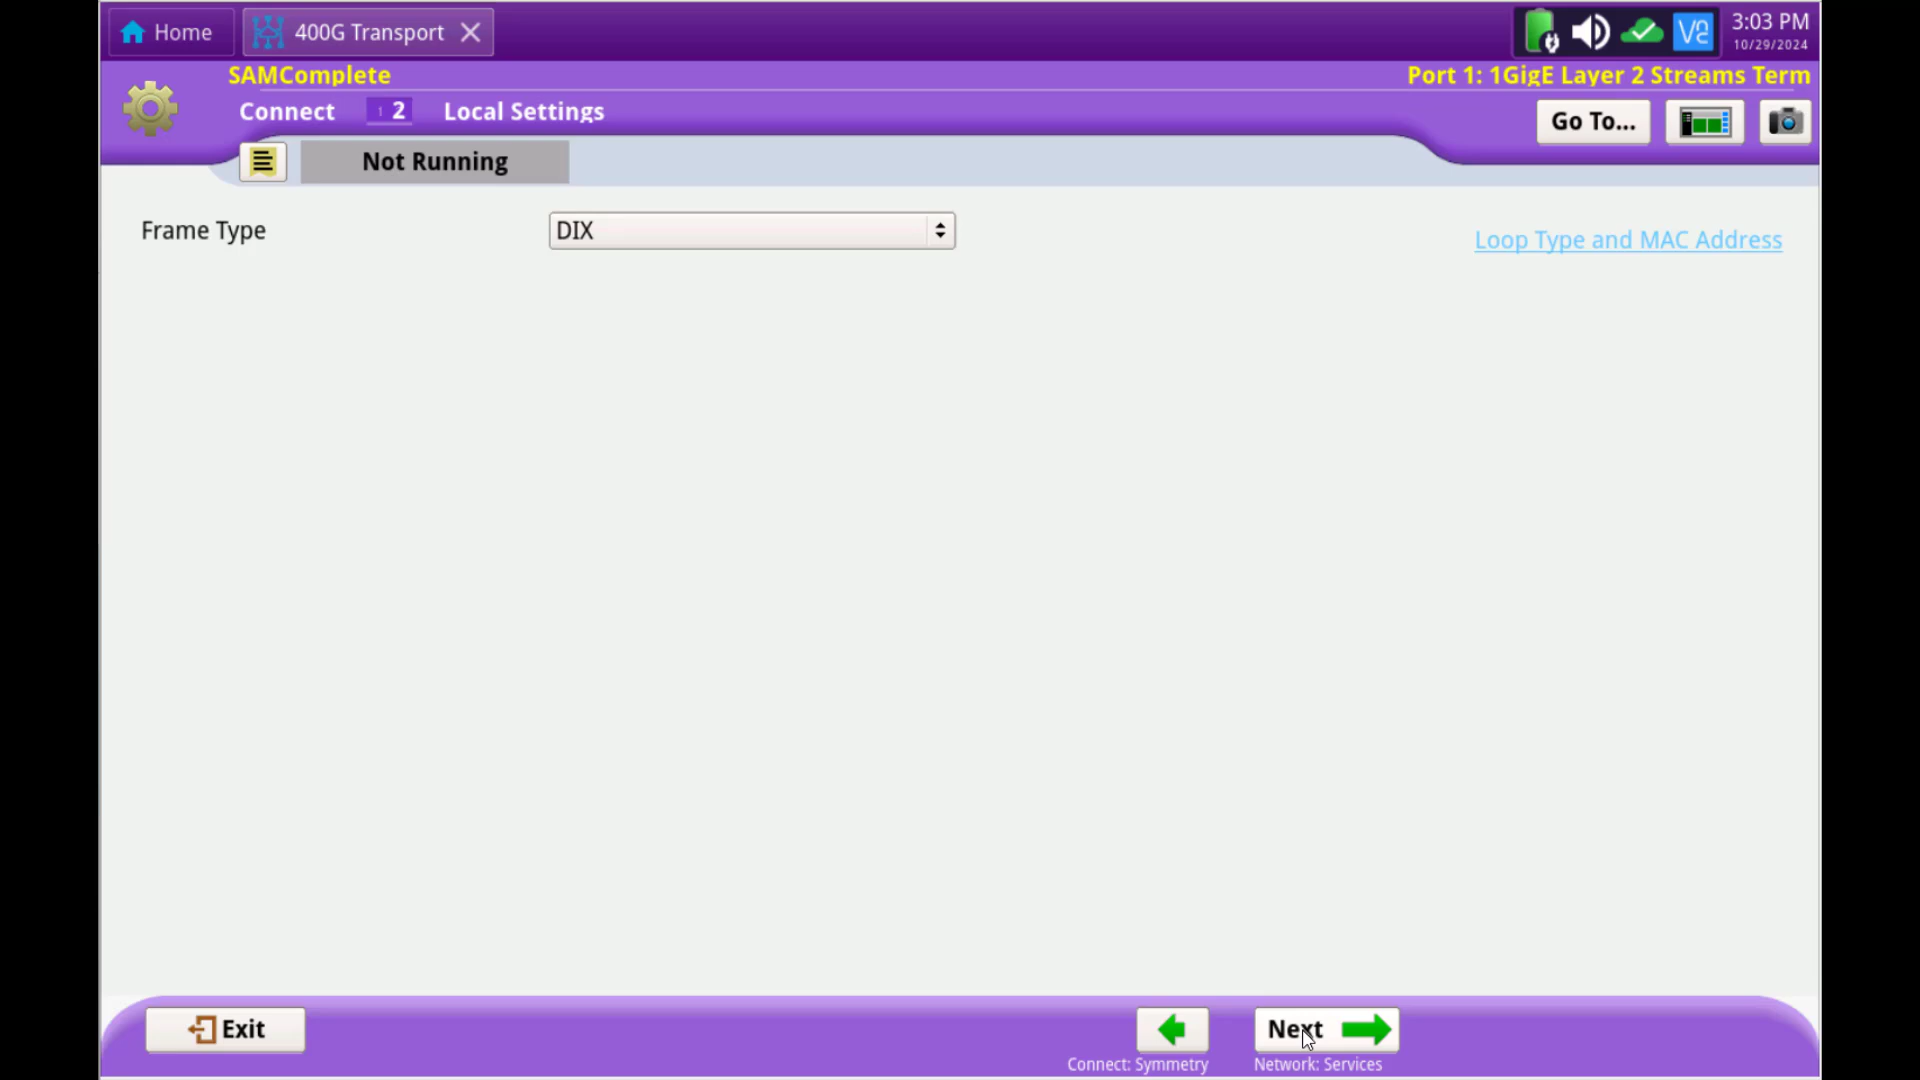 Home
400G Transport
3:03 PM
10/29/2024
SAMComplete
Port 1: 1GigE Layer 2 Streams Term
Connect 1 2 Local Settings
Go To...
Not Running
Frame Type
DIX
Loop Type and MAC Address
Exit
Next
Connect: Symmetry
Network: Services